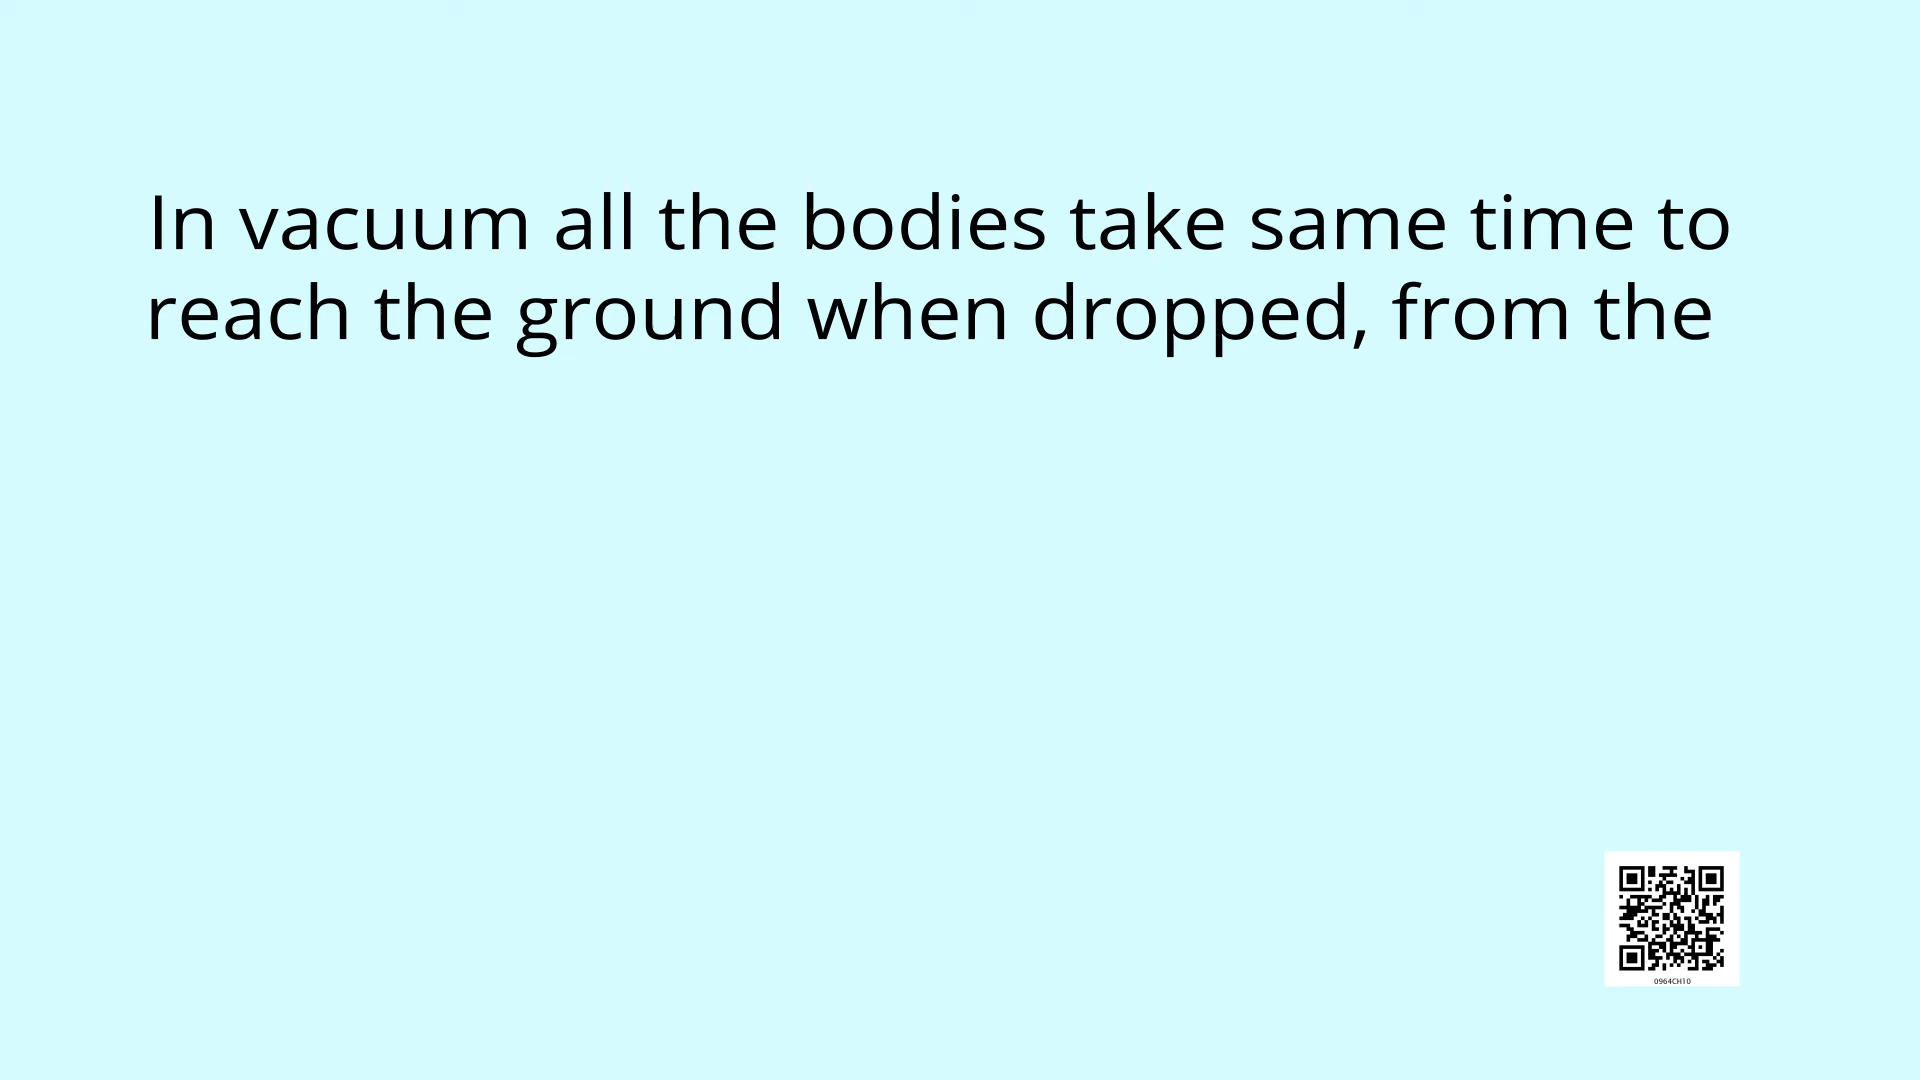 In vacuum all the bodies take same time to
reach the ground when dropped, from the
0964CH10